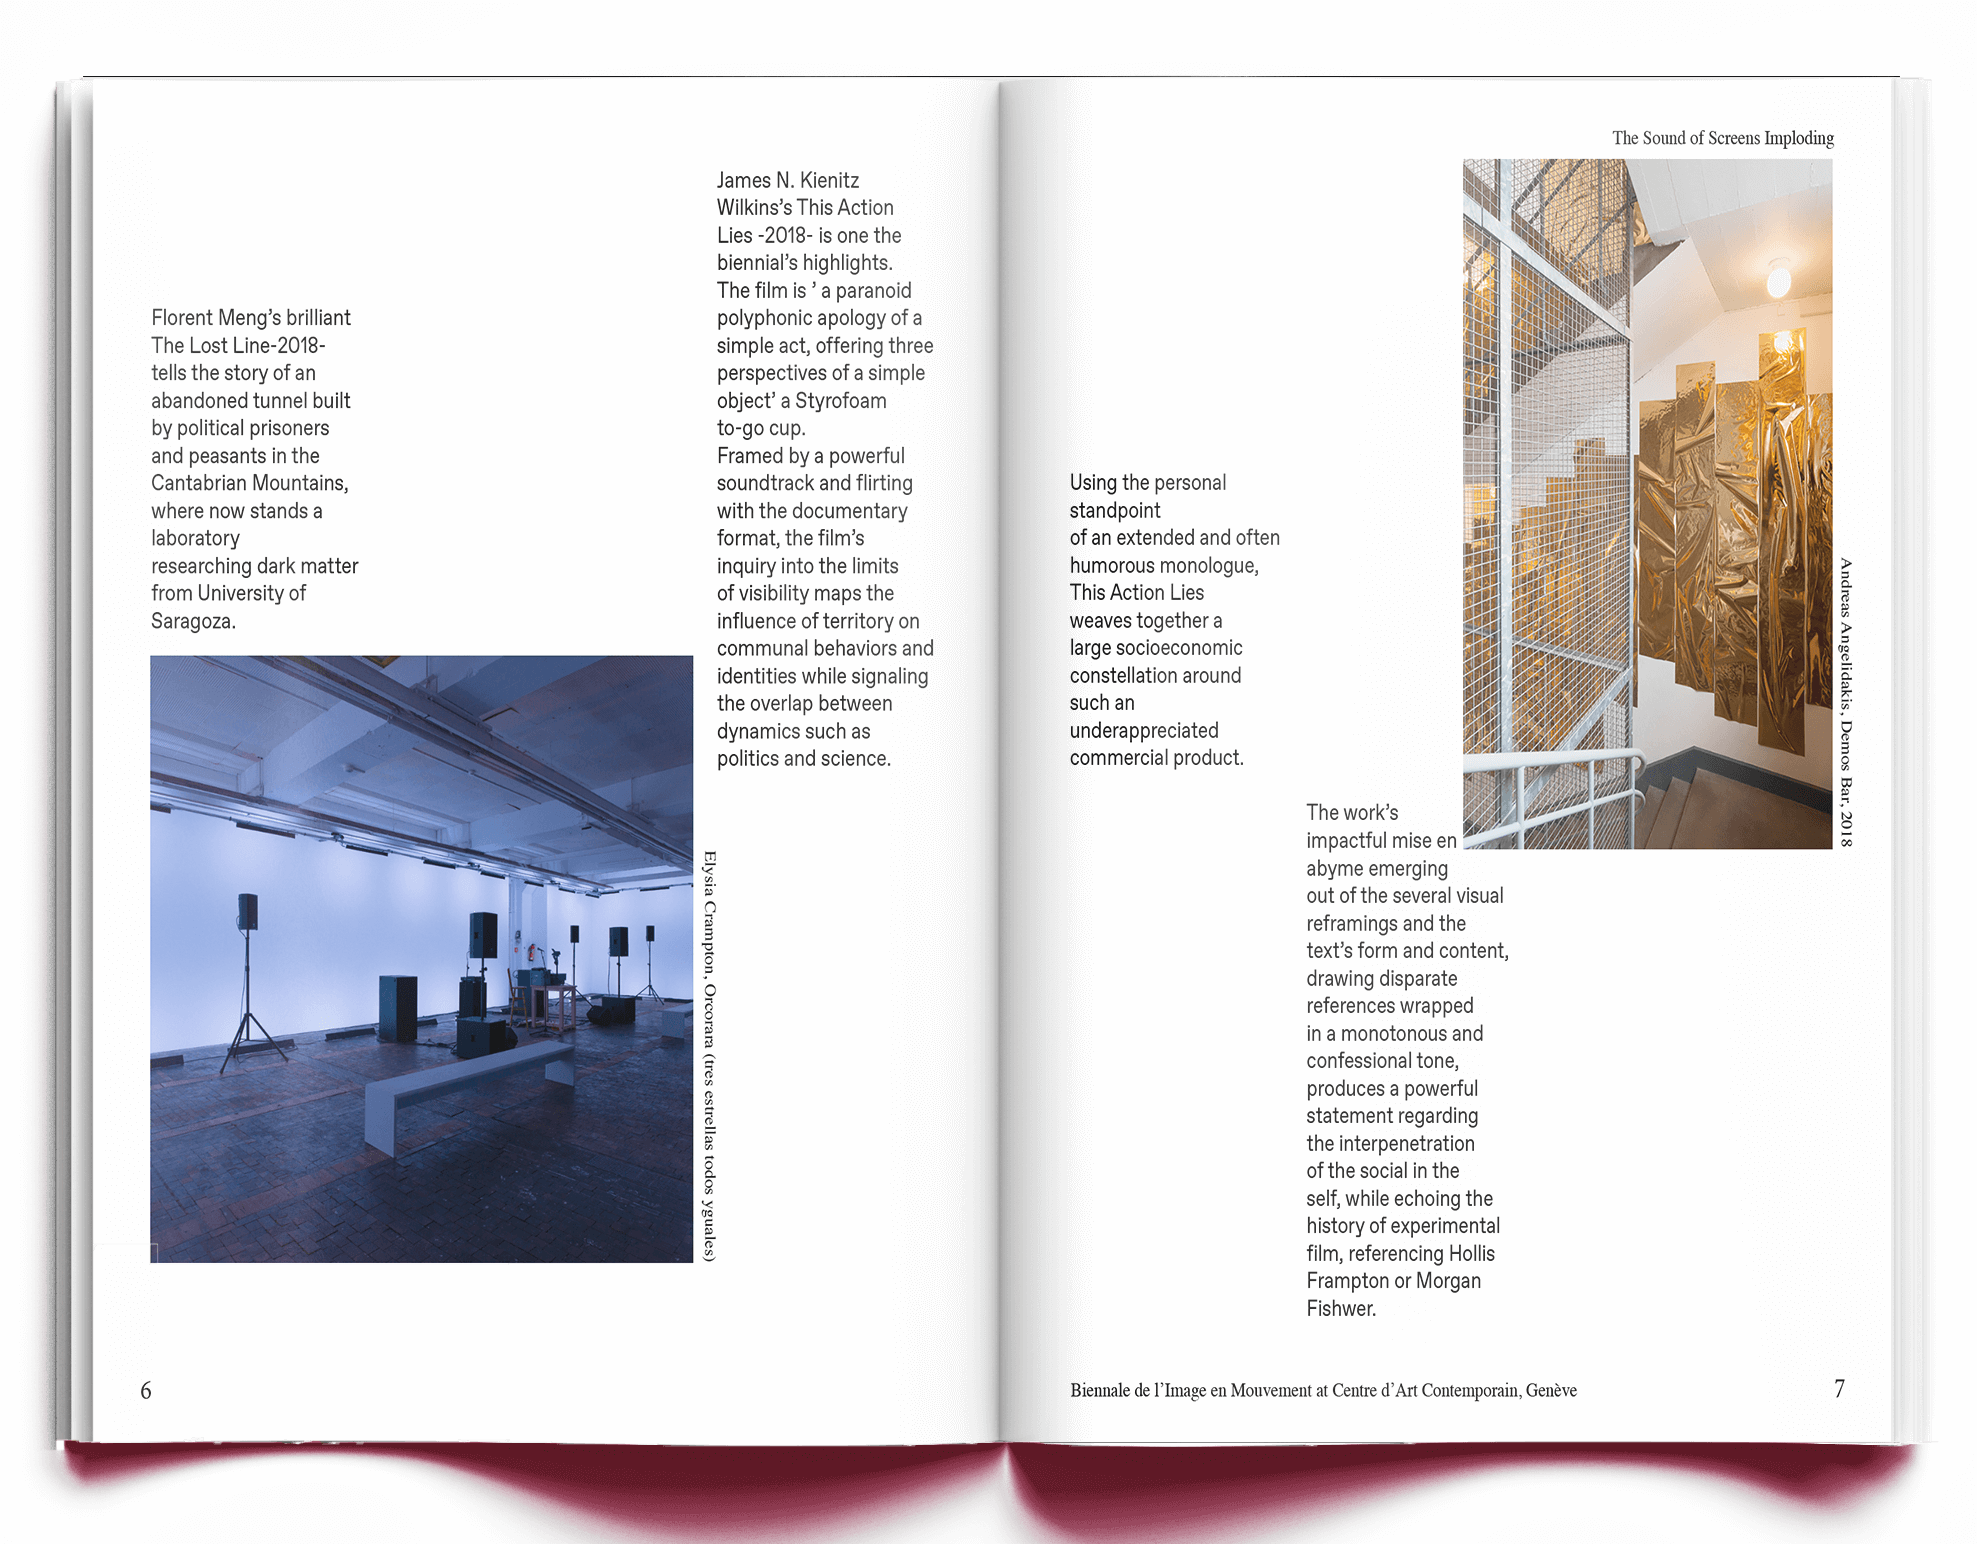 Florent Meng’s brilliant
The Lost Line-2018-
tells the story of an
abandoned tunnel built
by political prisoners
and peasants in the
Cantabrian Mountains,
where now stands a
laboratory
researching dark matter
from University of
Saragoza.
Elysia Crampton, Orcorara (tres estrellas todos yguales)
James N. Kienitz
Wilkins’s This Action
Lies -2018- is one the
biennial’s highlights.
The film is ’ a paranoid
polyphonic apology of a
simple act, offering three
perspectives of a simple
object’ a Styrofoam
to-go cup.
Framed by a powerful
soundtrack and flirting
with the documentary
format, the film’s
inquiry into the limits
of visibility maps the
influence of territory on
communal behaviors and
identities while signaling
the overlap between
dynamics such as
politics and science.
6
The Sound of Screens Imploding
Using the personal
standpoint
of an extended and often
humorous monologue,
This Action Lies
weaves together a
large socioeconomic
constellation around
such an
underappreciated
commercial product.
Andreas Angelidakis, Demos Bar, 2018
The work’s
impactful mise en
abyme emerging
out of the several visual
reframings and the
text’s form and content,
drawing disparate
references wrapped
in a monotonous and
confessional tone,
produces a powerful
statement regarding
the interpenetration
of the social in the
self, while echoing the
history of experimental
film, referencing Hollis
Frampton or Morgan
Fishwer.
Biennale de l’Image en Mouvement at Centre d’Art Contemporain, Genève
7